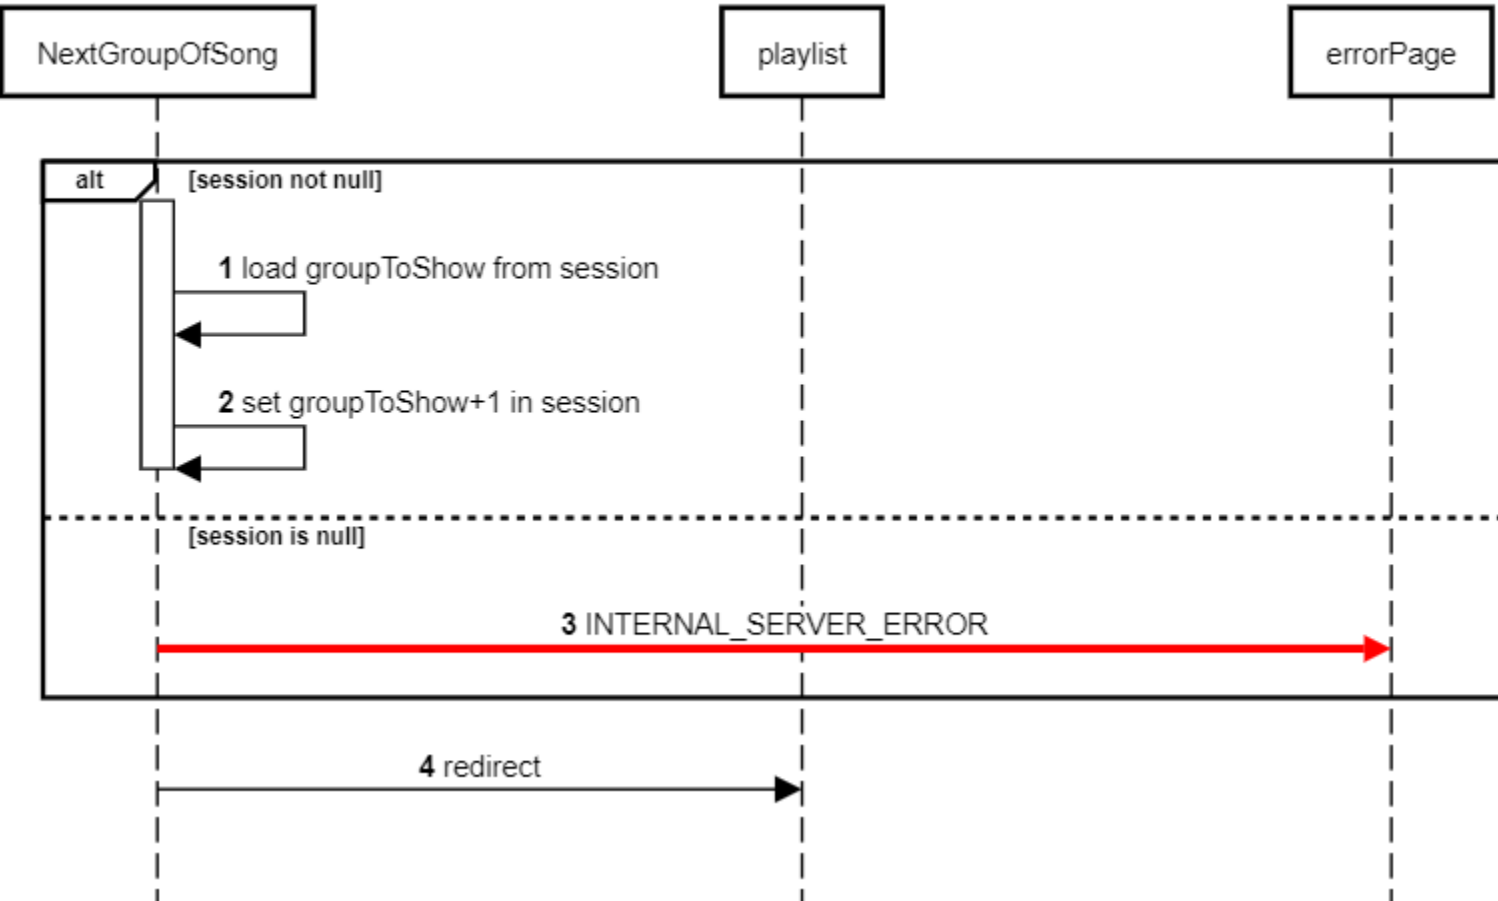 NextGroupOfSong
playlist
errorPage
alt
[session not null]
1 load groupToShow from session
2 set groupToShow+1 in session
[session is null]
3 INTERNAL_SERVER_ERROR
4 redirect